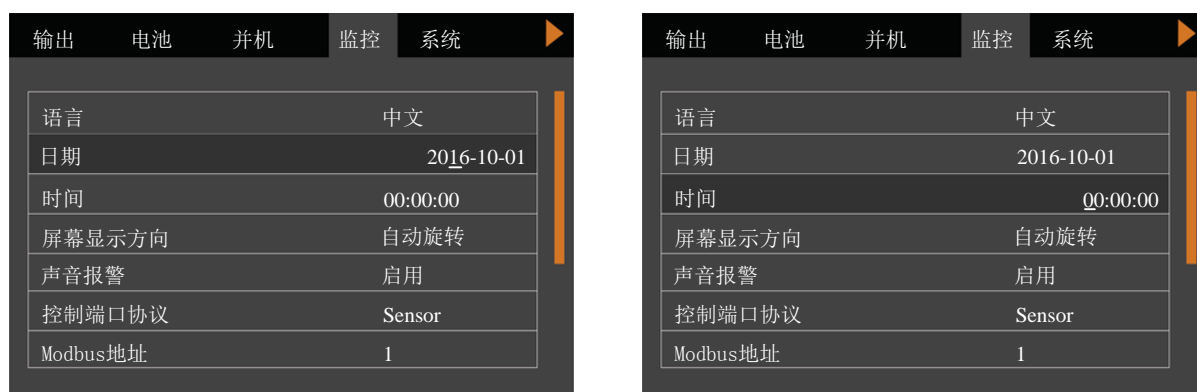 输出 电池 并机 监控 系统
语言 中文
日期 2016-10-01
时间 00:00:00
屏幕显示方向 自动旋转
声音报警 启用
控制端口协议 Sensor
Modbus地址 1
输出 电池 并机 监控 系统
语言 中文
日期 2016-10-01
时间 00:00:00
屏幕显示方向 自动旋转
声音报警 启用
控制端口协议 Sensor
Modbus地址 1